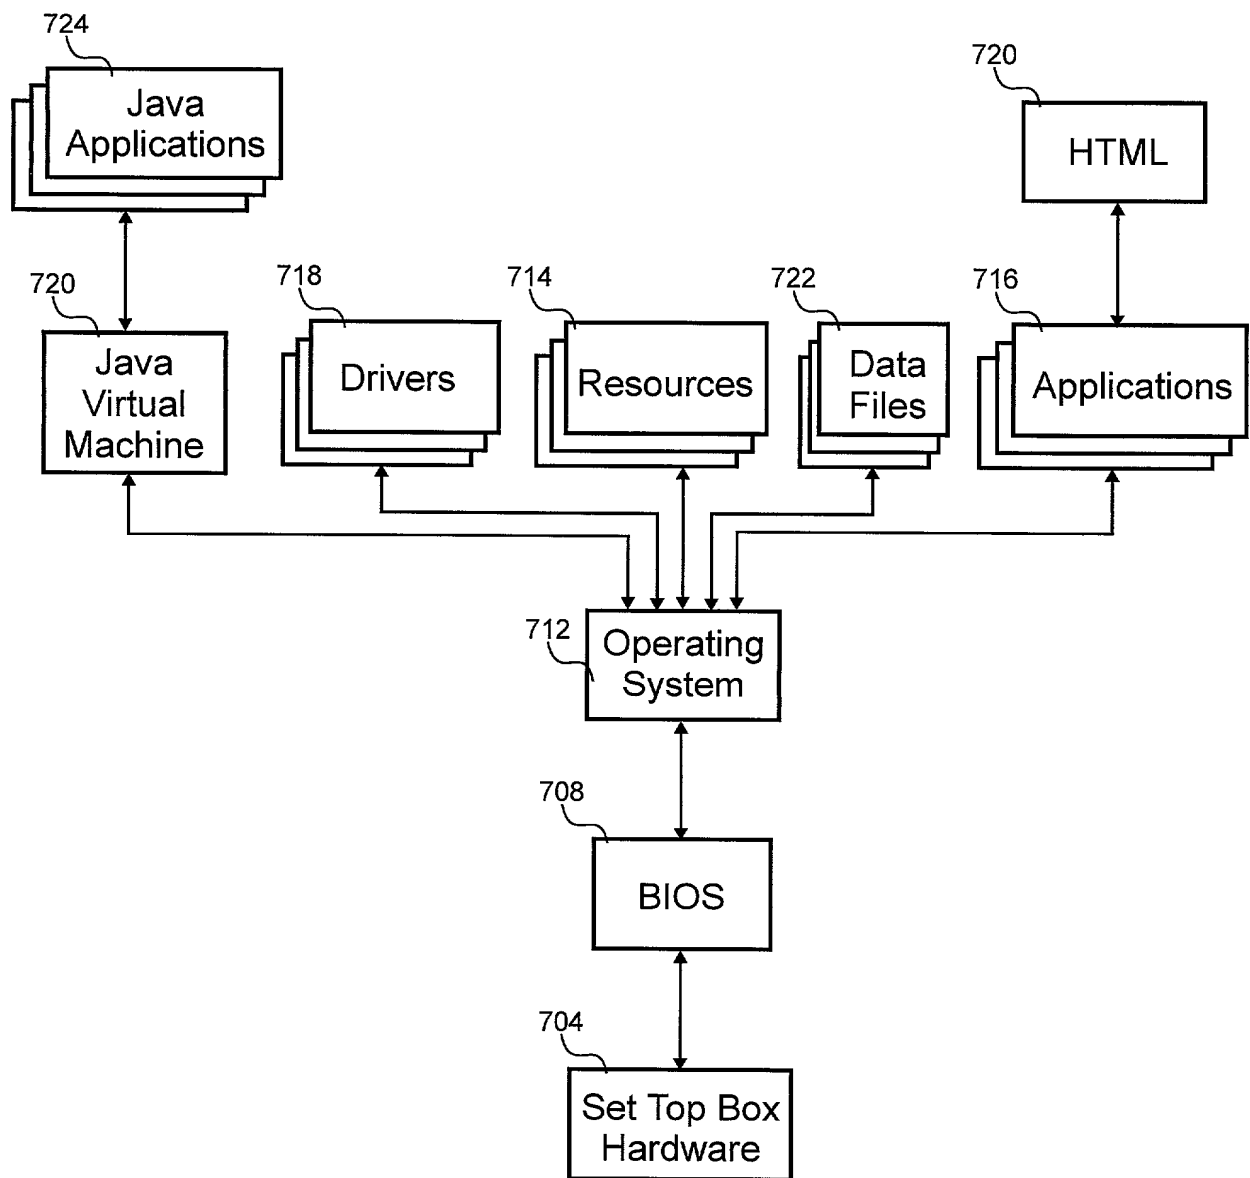 724
Java
Applications
720
HTML
720
Java
Virtual
Machine
718
Drivers
714
Resources
722
Data
Files
716
Applications
712
Operating
System
708
BIOS
704
Set Top Box
Hardware